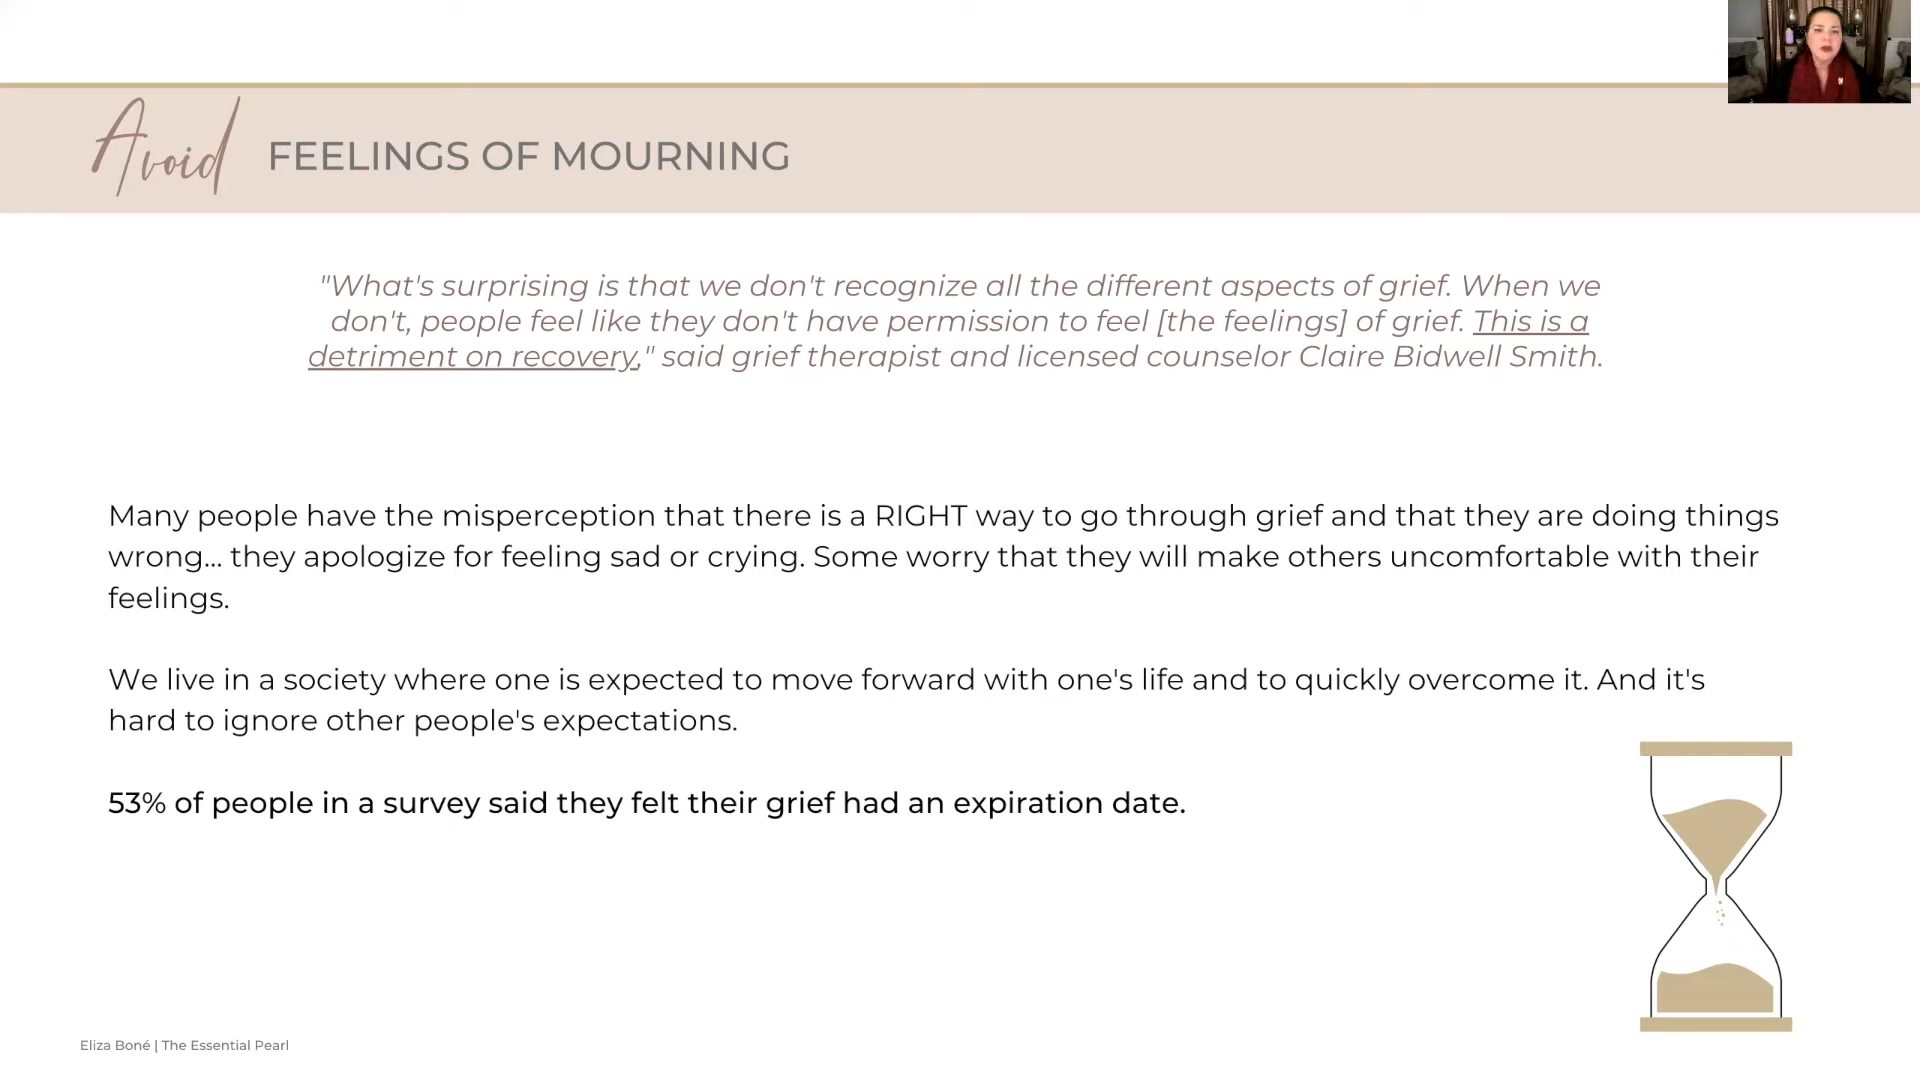 Avoid FEELINGS OF MOURNING
"What's surprising is that we don't recognize all the different aspects of grief. When we
don't, people feel like they don't have permission to feel [the feelings] of grief. This is a
detriment on recovery," said grief therapist and licensed counselor Claire Bidwell Smith.
Many people have the misperception that there is a RIGHT way to go through grief and that they are doing things
wrong... they apologize for feeling sad or crying. Some worry that they will make others uncomfortable with their
feelings.
We live in a society where one is expected to move forward with one's life and to quickly overcome it. And it's
hard to ignore other people's expectations.
53% of people in a survey said they felt their grief had an expiration date.
Eliza Boné | The Essential Pearl